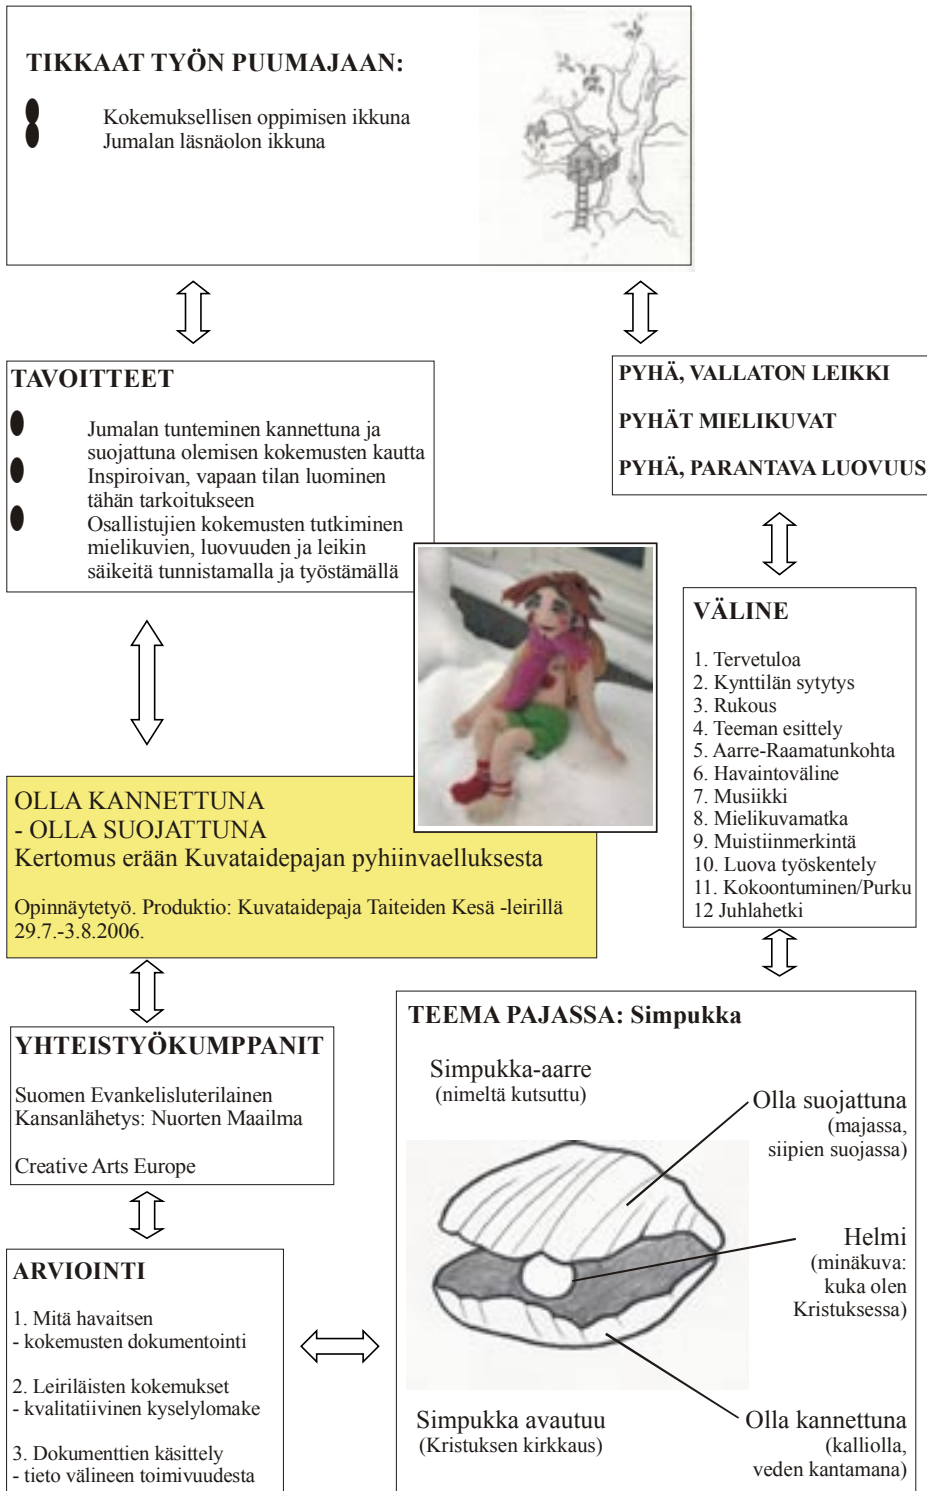 TIKKAAT TYÖN PUUMAJAAN:
Kokemuksellisen oppimisen ikkuna
Jumalan läsnäolon ikkuna
TAVOITTEET
Jumalan tunteminen kannettuna ja
suojattuna olemisen kokemusten kautta
Inspiroivan, vapaan tilan luominen
tähän tarkoitukseen
Osallistujien kokemusten tutkiminen
mielikuvien, luovuuden ja leikin
säikeitä tunnistamalla ja työstämällä
PYHÄ, VALLATON LEIKKI
PYHÄT MIELIKUVAT
PYHÄ, PARANTAVA LUOVUUS
VÄLINE
1. Tervetuloa
2. Kynttilän sytytys
3. Rukous
4. Teeman esittely
5. Aarre-Raamatunkohta
6. Havaintoväline
7. Musiikki
8. Mielikuvamatka
9. Muistiinmerkintä
10. Luova työskentely
11. Kokoontuminen/Purku
12 Juhlahetki
OLLA KANNETTUNA
- OLLA SUOJATTUNA
Kertomus erään Kuvataidepajan pyhiinvaelluksesta
Opinnäytetyö. Produktio: Kuvataidepaja Taiteiden Kesä -leirillä
29.7.-3.8.2006.
YHTEISTYÖKUMPPANIT
Suomen Evankelisluterilainen
Kansanlähetys: Nuorten Maailma
Creative Arts Europe
ARVIOINTI
1. Mitä havaitsen
- kokemusten dokumentointi
2. Leiriläisten kokemukset
- kvalitatiivinen kyselylomake
3. Dokumenttien käsittely
- tieto välineen toimivuudesta
TEEMA PAJASSA: Simpukka
Simpukka-aarre
(nimeltä kutsuttu)
Olla suojattuna
(majassa,
siipien suojassa)
Helmi
(minäkuva:
kuka olen
Kristuksessa)
Simpukka avautuu
(Kristuksen kirkkaus)
Olla kannettuna
(kalliolla,
veden kantamana)